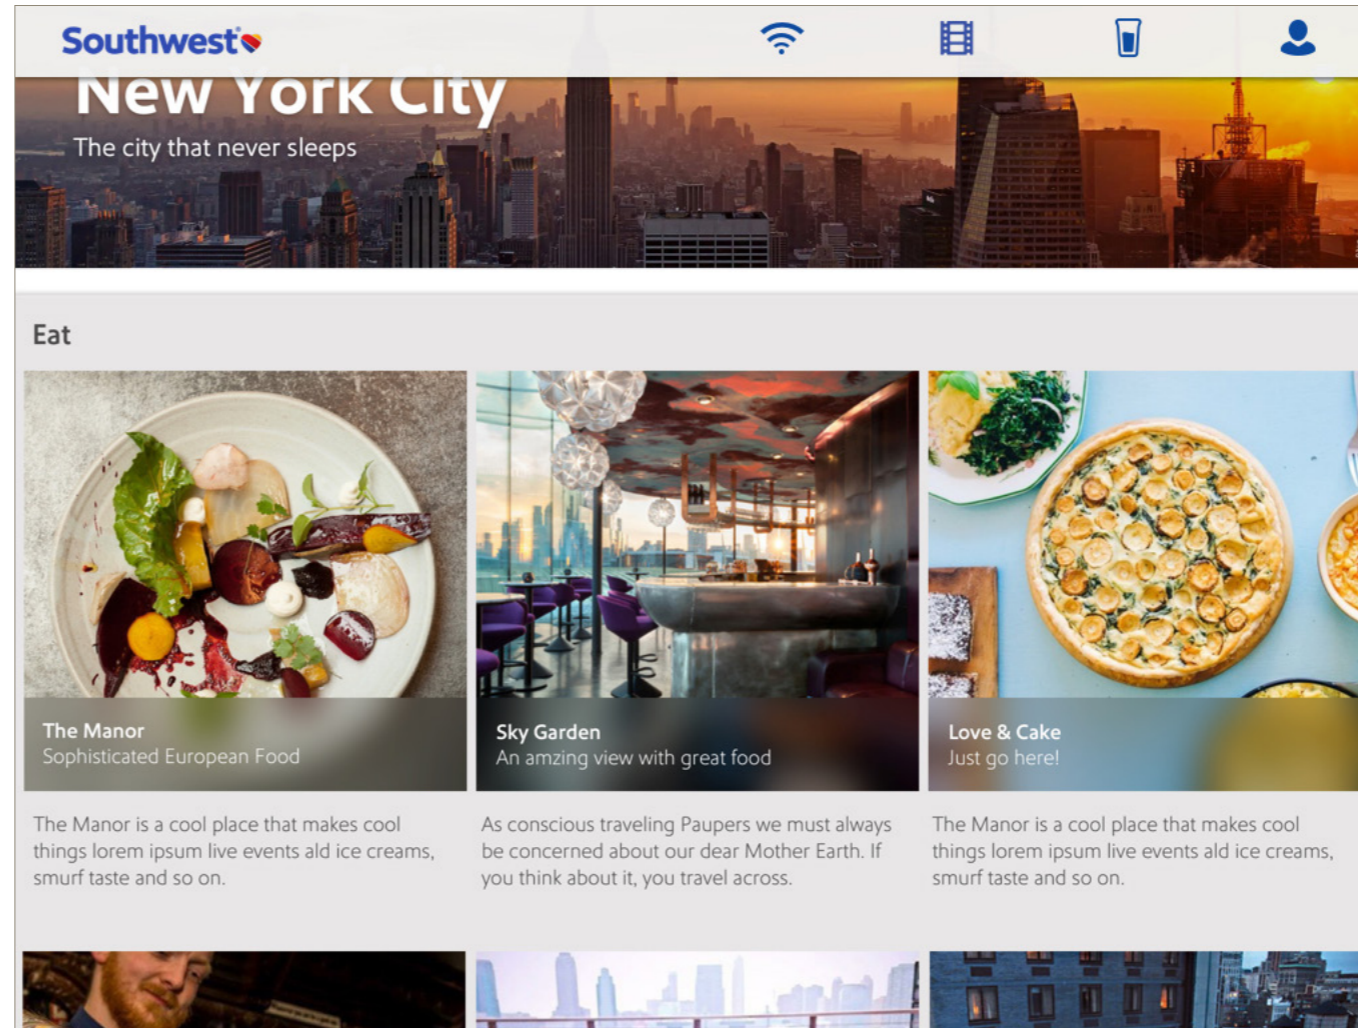 Southwest
New York City
The city that never sleeps
Eat
The Manor
Sophisticated European Food
Sky Garden
An amzing view with great food
Love & Cake
Just go here!
The Manor is a cool place that makes cool
things lorem ipsum live events ald ice creams,
smurf taste and so on.
As conscious traveling Paupers we must always
be concerned about our dear Mother Earth. If
you think about it, you travel across.
The Manor is a cool place that makes cool
things lorem ipsum live events ald ice creams,
smurf taste and so on.